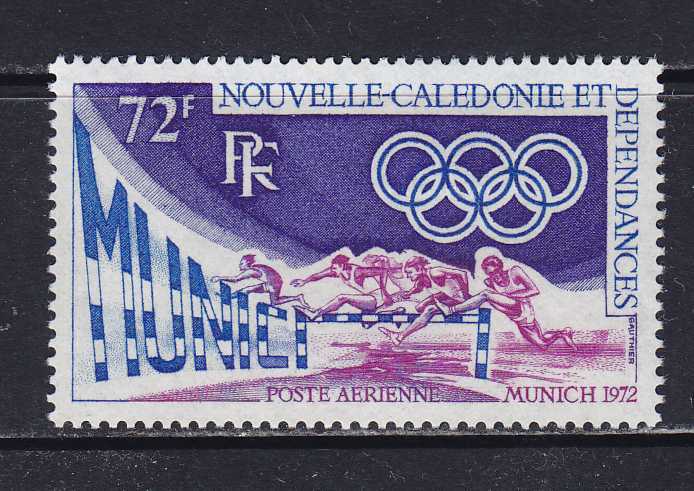 72F
NOUVELLE-CALEDONIE ET
DEPENDANCES
RF
MUNICH
POSTE AERIENNE
MUNICH 1972
GAUTHIER